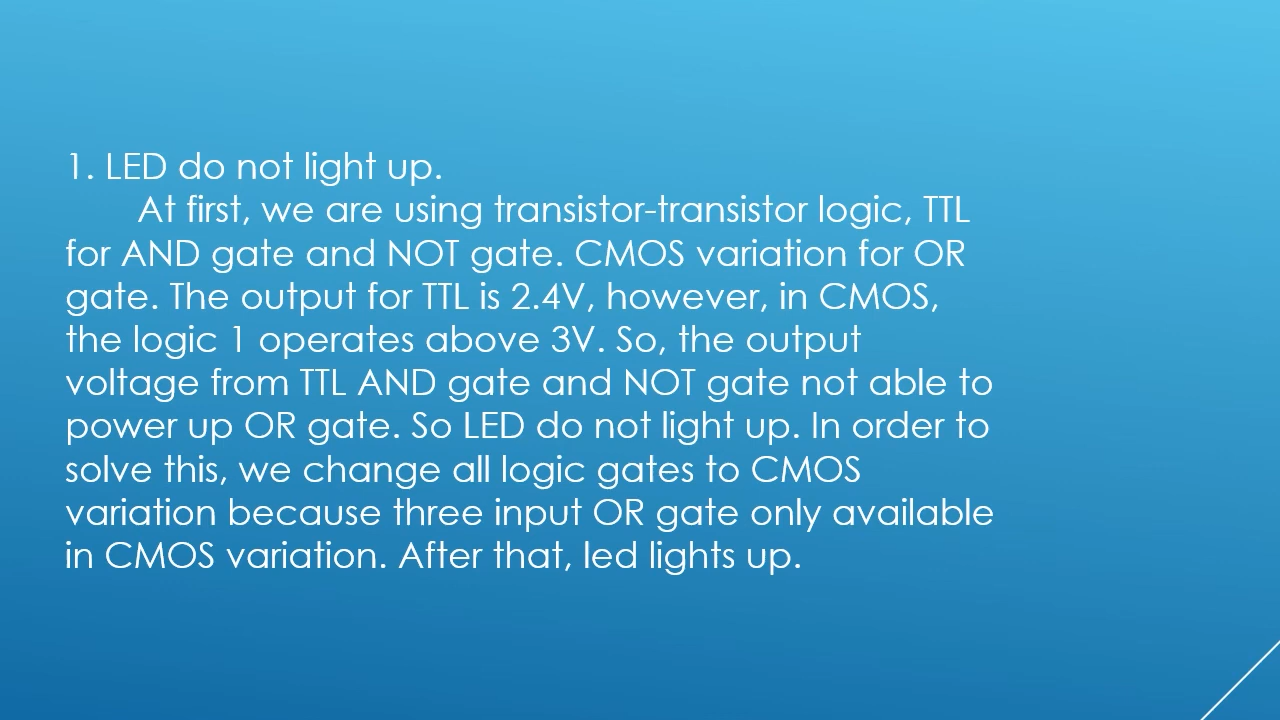 1. LED do not light up.
At first, we are using transistor-transistor logic, TTL
for AND gate and NOT gate. CMOS variation for OR
gate. The output for TTL is 2.4V, however, in CMOS,
the logic 1 operates above 3V. So, the output
voltage from TTL AND gate and NOT gate not able to
power up OR gate. So LED do not light up. In order to
solve this, we change all logic gates to CMOS
variation because three input OR gate only available
in CMOS variation. After that, led lights up.